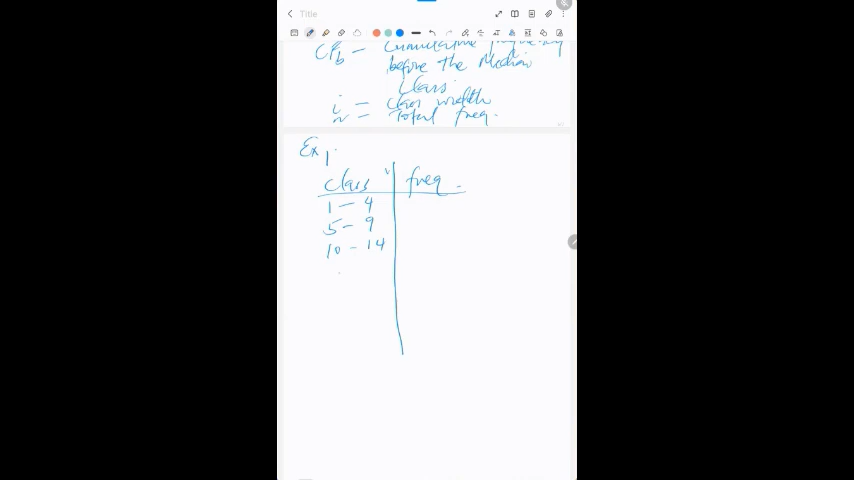 Title
Cfb - Cumulative frequency
before the Median
Class.
i - Class width
n = Total freq.
Ex 1.
Class | freq
1 - 4
5 - 9
10 - 14